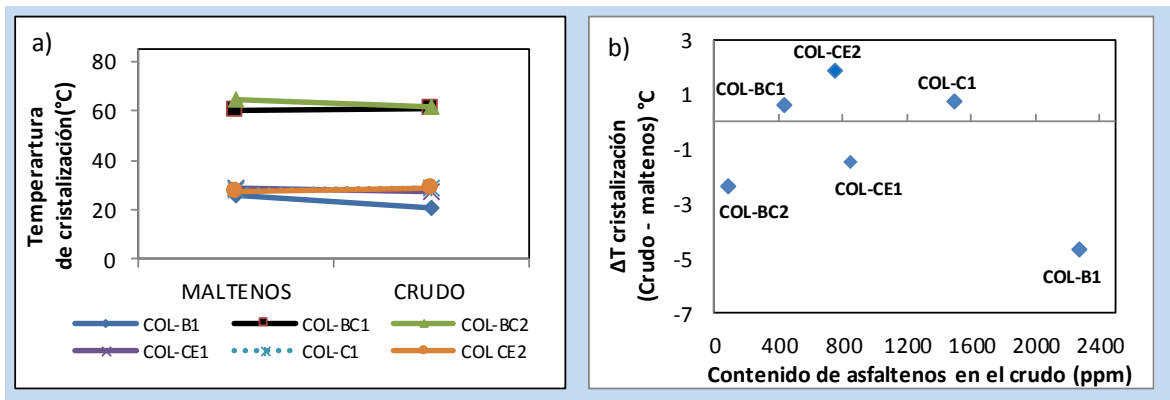 a)
Temperartura
de cristalización(°C)
80
60
40
20
0
MALTENOS CRUDO
COL-B1 COL-BC1 COL-BC2
COL-CE1 COL-C1 COL CE2
b)
ΔT cristalización
(Crudo - maltenos) °C
3
1
-1
-3
-5
-7
COL-CE2
COL-BC1
COL-C1
COL-CE1
COL-BC2
COL-B1
0 400 800 1200 1600 2000 2400
Contenido de asfaltenos en el crudo (ppm)